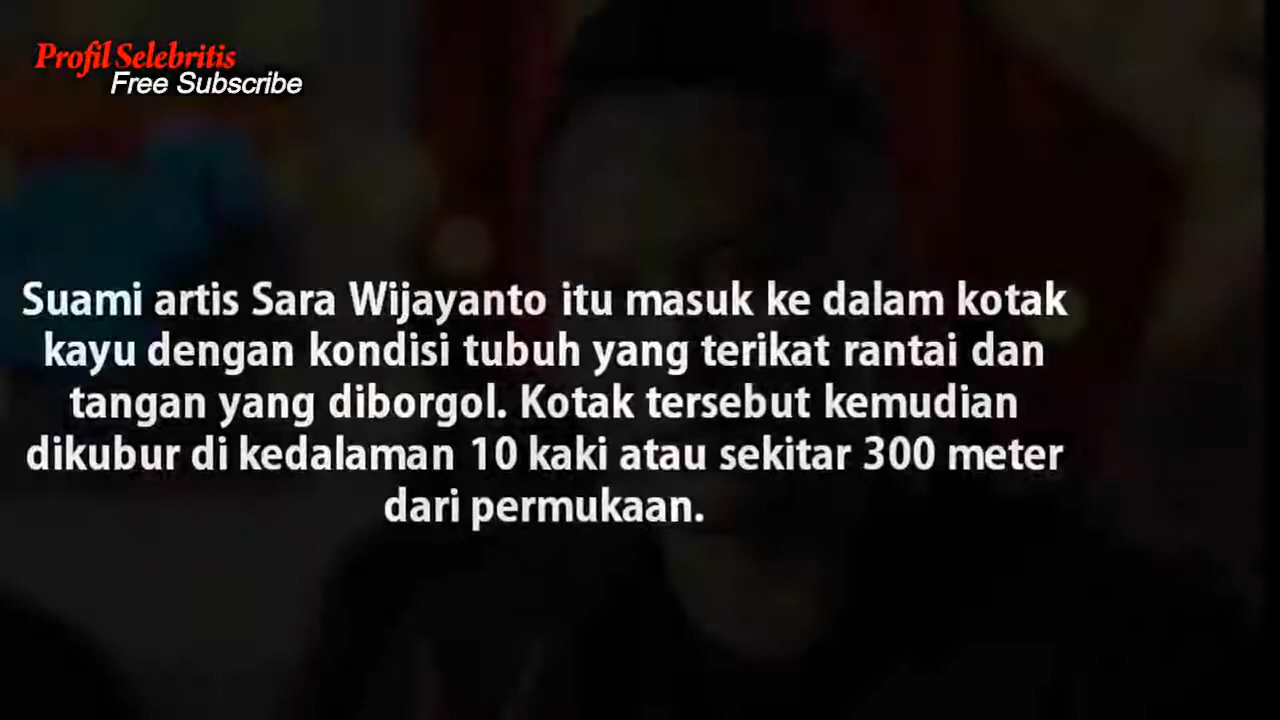 Profil Selebritis
Free Subscribe
Suami artis Sara Wijayanto itu masuk ke dalam kotak
kayu dengan kondisi tubuh yang terikat rantai dan
tangan yang diborgol. Kotak tersebut kemudian
dikubur di kedalaman 10 kaki atau sekitar 300 meter
dari permukaan.